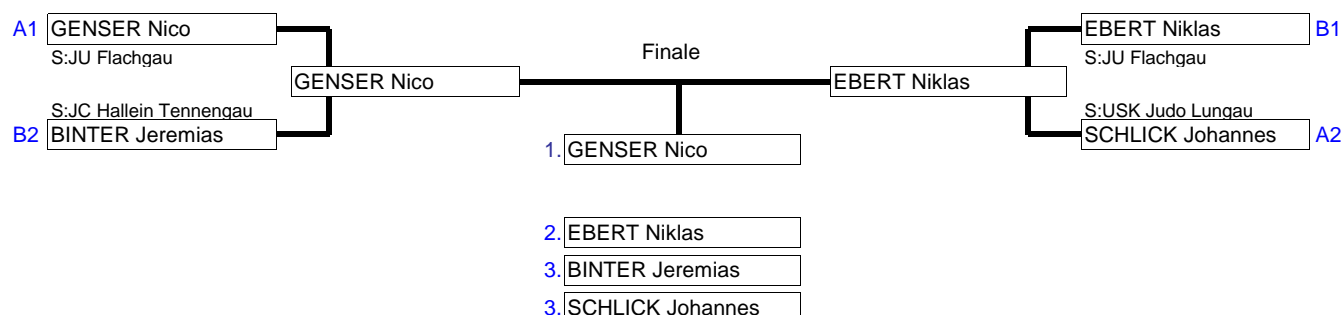 A1 GENSER Nico
S:JU Flachgau
GENSER Nico
S:JC Hallein Tennengau
B2 BINTER Jeremias
Finale
EBERT Niklas B1
S:JU Flachgau
EBERT Niklas
S:USK Judo Lungau
SCHLICK Johannes A2
1. GENSER Nico
2. EBERT Niklas
3. BINTER Jeremias
3. SCHLICK Johannes